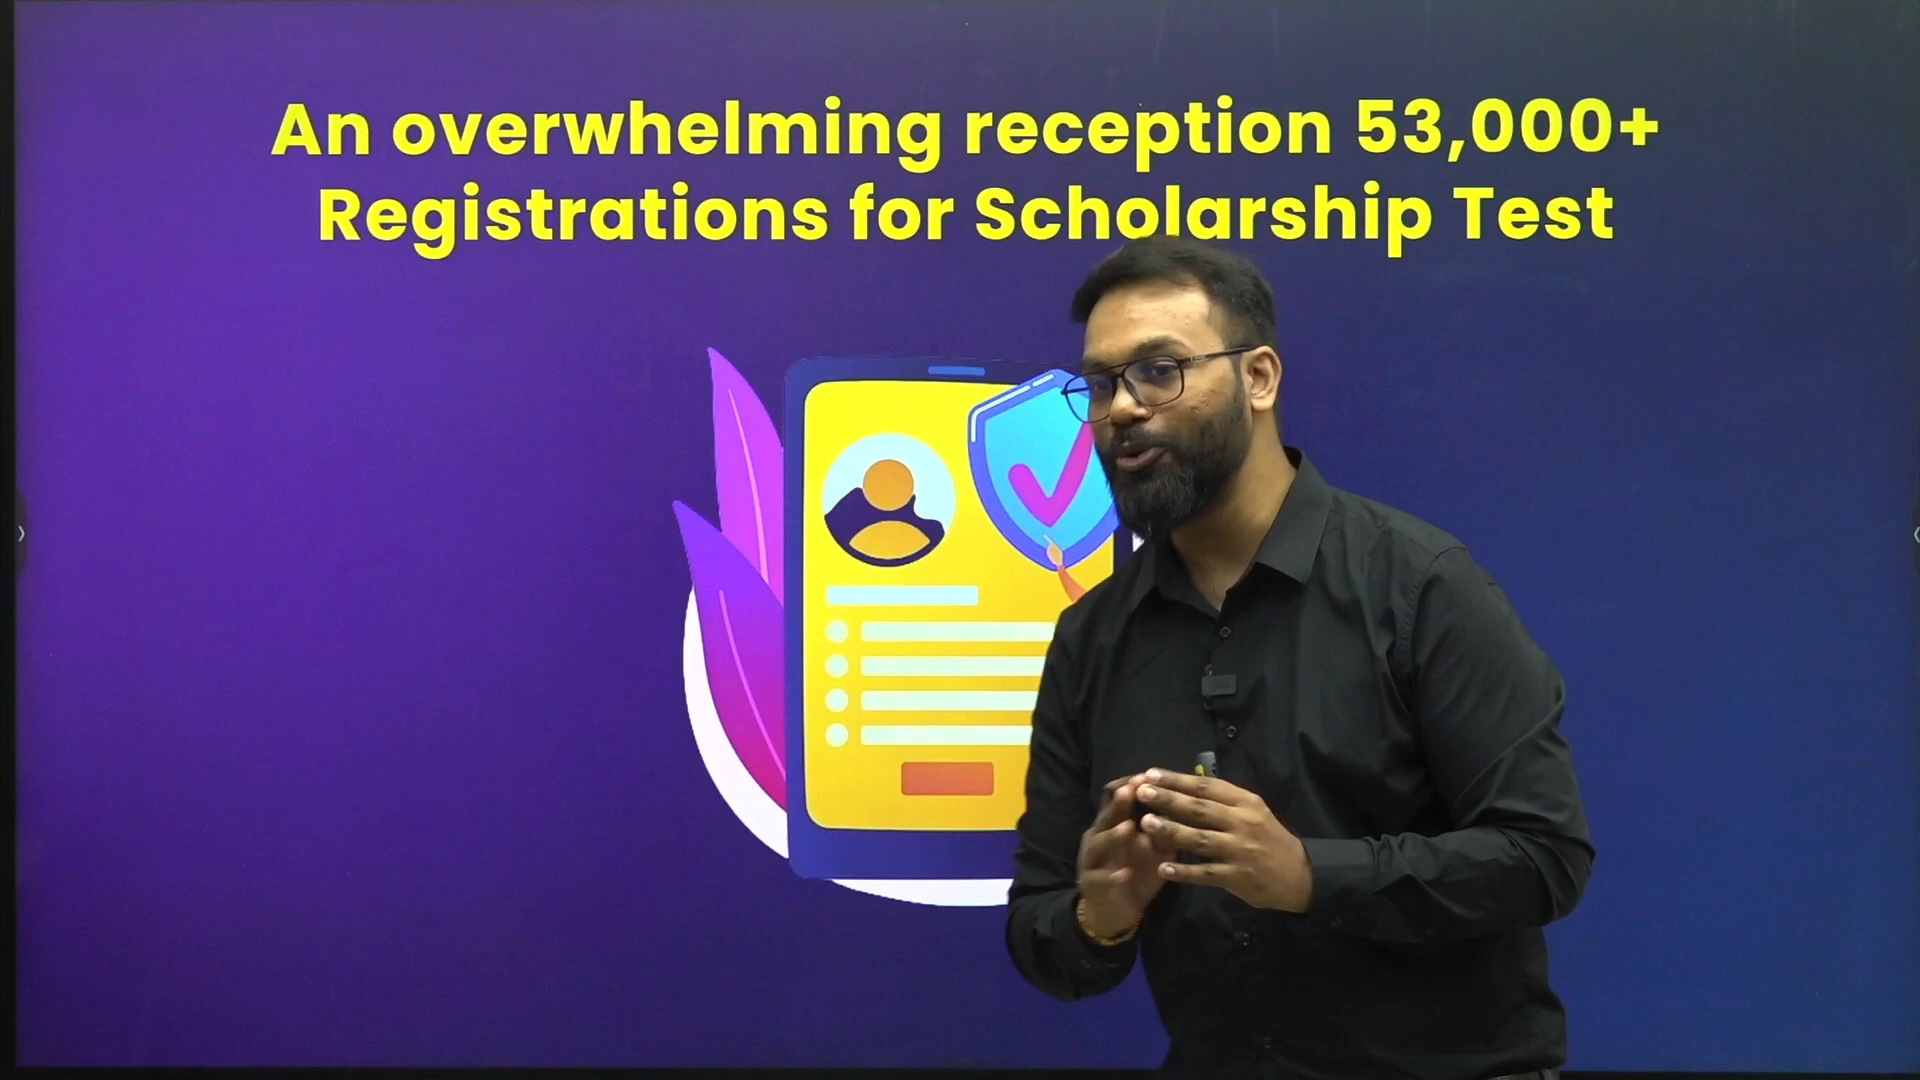 An overwhelming reception 53,000+
Registrations for Scholarship Test